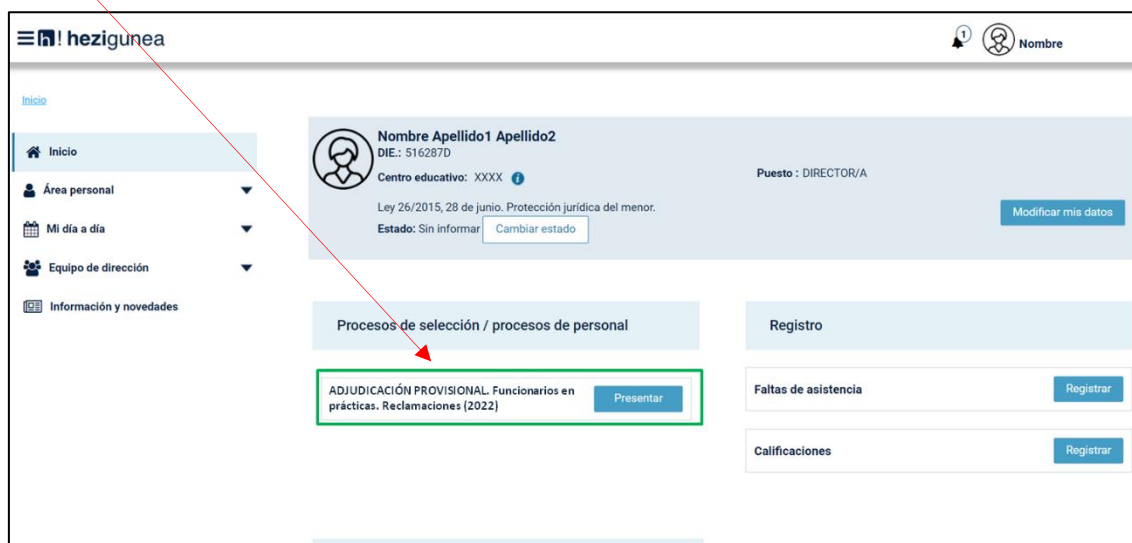 h! hezigunea
1
Nombre
Inicio
Inicio
Área personal
Mi día a día
Equipo de dirección
Información y novedades
Nombre Apellido1 Apellido2
DIE.: 516287D
Centro educativo: XXXX i
Puesto : DIRECTOR/A
Ley 26/2015, 28 de junio. Protección jurídica del menor.
Estado: Sin informar Cambiar estado
Modificar mis datos
Procesos de selección / procesos de personal
ADJUDICACIÓN PROVISIONAL. Funcionarios en
prácticas. Reclamaciones (2022)
Presentar
Registro
Faltas de asistencia Registrar
Calificaciones Registrar